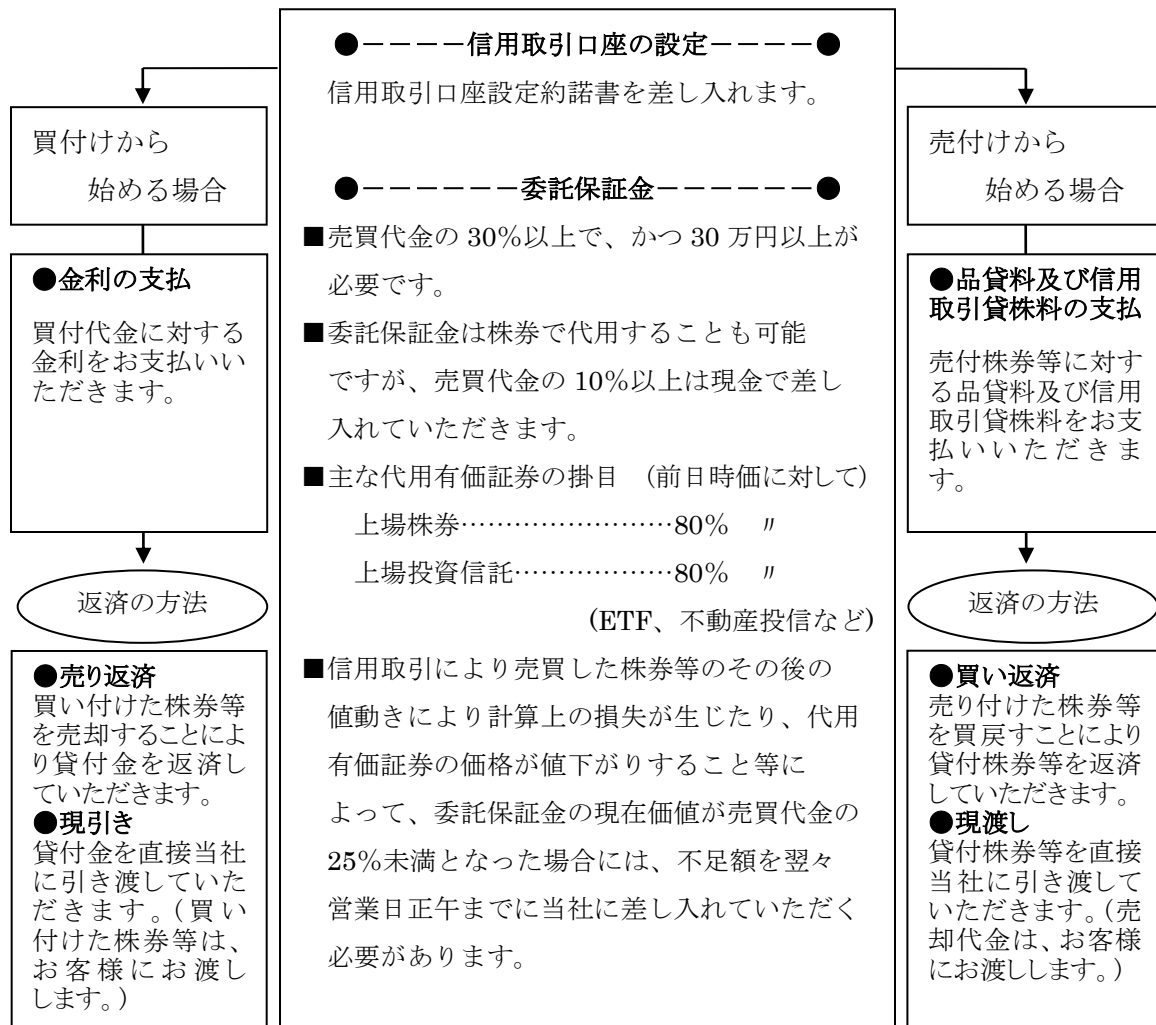 ●－－－－信用取引口座の設定－－－－●
信用取引口座設定約諾書を差し入れます。
●－－－－－－委託保証金－－－－－－●
■売買代金の 30%以上で、かつ 30 万円以上が
必要です。
■委託保証金は株券で代用することも可能
ですが、売買代金の 10%以上は現金で差し
入れていただきます。
■主な代用有価証券の掛目　(前日時価に対して)
上場株券……………………80%　〃
上場投資信託………………80%　〃
(ETF、不動産投信など)
■信用取引により売買した株券等のその後の
値動きにより計算上の損失が生じたり、代用
有価証券の価格が値下がりすること等に
よって、委託保証金の現在価値が売買代金の
25%未満となった場合には、不足額を翌々
営業日正午までに当社に差し入れていただく
必要があります。
買付けから
始める場合
●金利の支払
買付代金に対する
金利をお支払いい
ただきます。
返済の方法
●売り返済
買い付けた株券等
を売却することによ
り貸付金を返済し
ていただきます。
●現引き
貸付金を直接当社
に引き渡していた
だきます。(買い
付けた株券等は、
お客様にお渡し
します。)
売付けから
始める場合
●品貸料及び信用
取引貸株料の支払
売付株券等に対す
る品貸料及び信用
取引貸株料をお支
払いいただきま
す。
返済の方法
●買い返済
売り付けた株券等
を買戻すことにより
貸付株券等を返済
していただきます。
●現渡し
貸付株券等を直接
当社に引き渡して
いただきます。(売
却代金は、お客様
にお渡しします。)